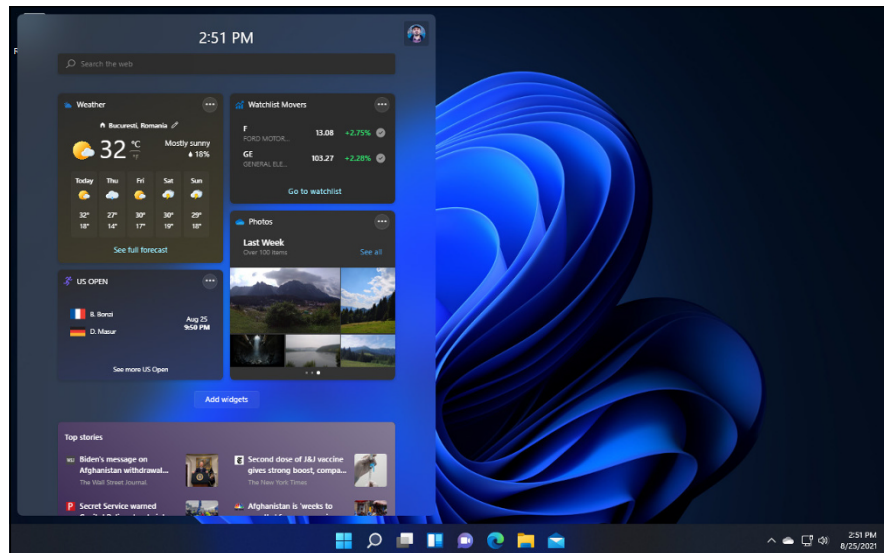 2:51 PM
Search the web
Weather
Bucuresti, Romania
32 °C
°F
Mostly sunny
18%
Today Thu Fri Sat Sun
32° 27° 30° 30° 29°
18° 14° 17° 19° 18°
See full forecast
Watchlist Movers
F
FORD MOTOR...
13.08 +2.75%
GE
GENERAL ELE...
103.27 +2.28%
Go to watchlist
US OPEN
B. Bonzi
D. Masur
Aug 25
9:50 PM
See more US Open
Photos
Last Week
Over 100 items
See all
Add widgets
Top stories
WSJ
Biden's message on
Afghanistan withdrawal...
The Wall Street Journal.
Second dose of J&J vaccine
gives strong boost, compa...
The New York Times
P
Secret Service warned
Afghanistan is 'weeks to
2:51 PM
8/25/2021